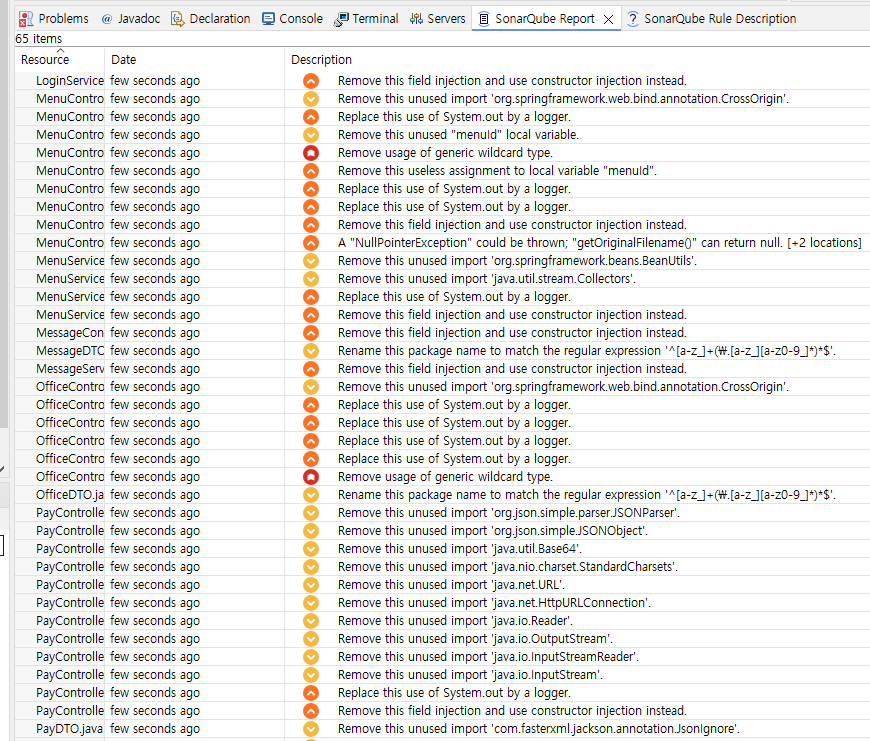 Problems @ Javadoc Declaration Console Terminal Servers SonarQube Report SonarQube Rule Description
65 items
Resource Date Description
LoginService few seconds ago Remove this field injection and use constructor injection instead.
MenuContro few seconds ago Remove this unused import 'org.springframework.web.bind.annotation.CrossOrigin'.
MenuContro few seconds ago Replace this use of System.out by a logger.
MenuContro few seconds ago Remove this unused "menuId" local variable.
MenuContro few seconds ago Remove usage of generic wildcard type.
MenuContro few seconds ago Remove this useless assignment to local variable "menuId".
MenuContro few seconds ago Replace this use of System.out by a logger.
MenuContro few seconds ago Replace this use of System.out by a logger.
MenuContro few seconds ago Remove this field injection and use constructor injection instead.
MenuContro few seconds ago A "NullPointerException" could be thrown; "getOriginalFilename()" can return null. [+2 locations]
MenuService few seconds ago Remove this unused import 'org.springframework.beans.BeanUtils'.
MenuService few seconds ago Remove this unused import 'java.util.stream.Collectors'.
MenuService few seconds ago Replace this use of System.out by a logger.
MenuService few seconds ago Remove this field injection and use constructor injection instead.
MessageCon few seconds ago Remove this field injection and use constructor injection instead.
MessageDTO few seconds ago Rename this package name to match the regular expression '^[a-z_]+(₩.[a-z_][a-z0-9_]*)*$'.
MessageServ few seconds ago Remove this field injection and use constructor injection instead.
OfficeContro few seconds ago Remove this unused import 'org.springframework.web.bind.annotation.CrossOrigin'.
OfficeContro few seconds ago Replace this use of System.out by a logger.
OfficeContro few seconds ago Replace this use of System.out by a logger.
OfficeContro few seconds ago Replace this use of System.out by a logger.
OfficeContro few seconds ago Replace this use of System.out by a logger.
OfficeContro few seconds ago Remove usage of generic wildcard type.
OfficeDTO.ja few seconds ago Rename this package name to match the regular expression '^[a-z_]+(₩.[a-z_][a-z0-9_]*)*$'.
PayControlle few seconds ago Remove this unused import 'org.json.simple.parser.JSONParser'.
PayControlle few seconds ago Remove this unused import 'org.json.simple.JSONObject'.
PayControlle few seconds ago Remove this unused import 'java.util.Base64'.
PayControlle few seconds ago Remove this unused import 'java.nio.charset.StandardCharsets'.
PayControlle few seconds ago Remove this unused import 'java.net.URL'.
PayControlle few seconds ago Remove this unused import 'java.net.HttpURLConnection'.
PayControlle few seconds ago Remove this unused import 'java.io.Reader'.
PayControlle few seconds ago Remove this unused import 'java.io.OutputStream'.
PayControlle few seconds ago Remove this unused import 'java.io.InputStreamReader'.
PayControlle few seconds ago Remove this unused import 'java.io.InputStream'.
PayControlle few seconds ago Replace this use of System.out by a logger.
PayControlle few seconds ago Remove this field injection and use constructor injection instead.
PayDTO.java few seconds ago Remove this unused import 'com.fasterxml.jackson.annotation.JsonIgnore'.